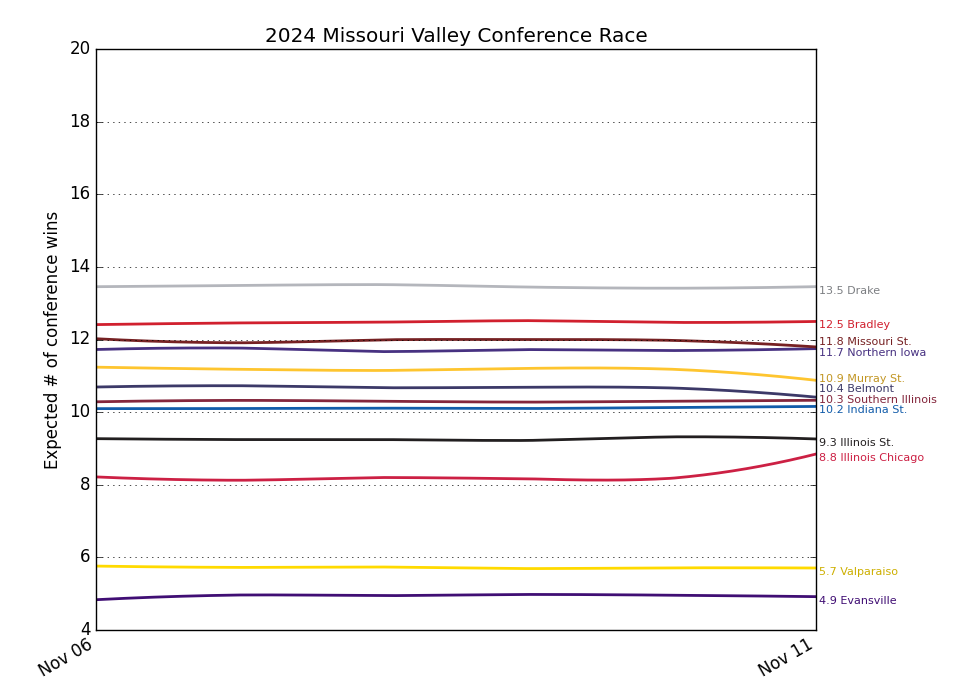 2024 Missouri Valley Conference Race
Expected # of conference wins
20
18
16
14
12
10
8
6
4
13.5 Drake
12.5 Bradley
11.8 Missouri St.
11.7 Northern Iowa
10.9 Murray St.
10.4 Belmont
10.3 Southern Illinois
10.2 Indiana St.
9.3 Illinois St.
8.8 Illinois Chicago
5.7 Valparaiso
4.9 Evansville
Nov 06
Nov 11